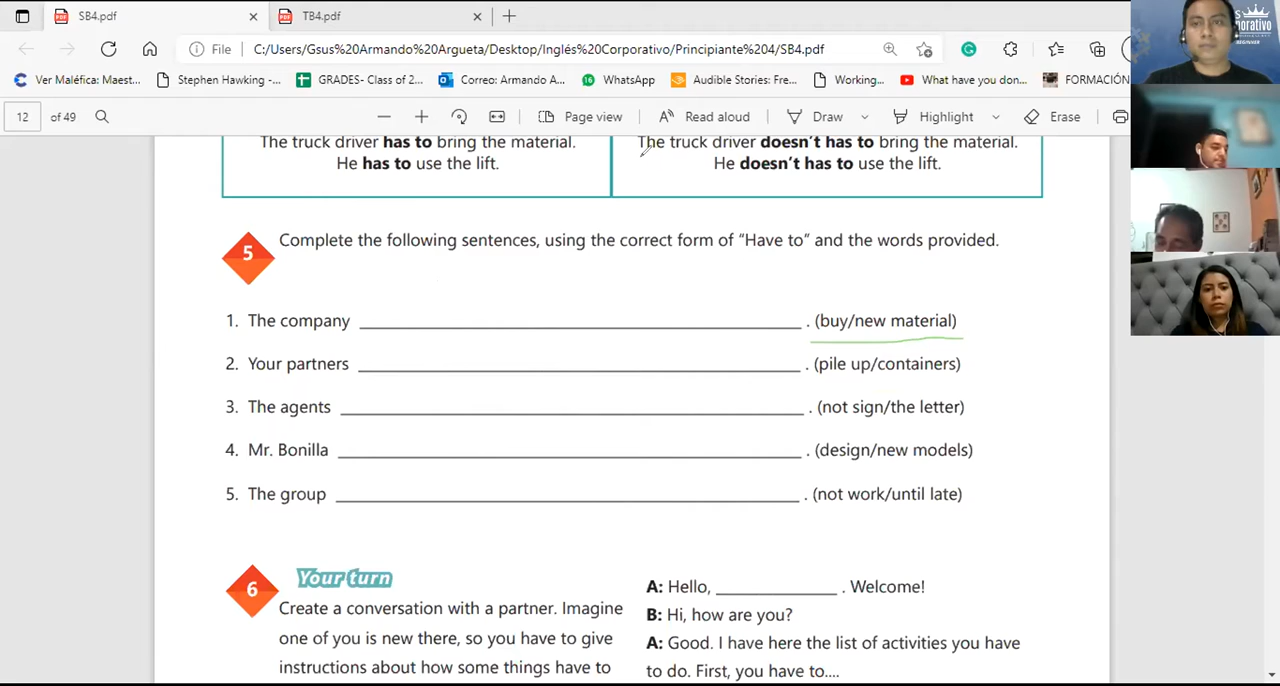 SB4.pdf
TB4.pdf
File
C:/Users/Gsus%20Armando%20Argueta/Desktop/Inglés%20Corporativo/Principiante%204/SB4.pdf
Ver Maléfica: Maest...
Stephen Hawking -...
GRADES- Class of 2...
Correo: Armando A...
WhatsApp
Audible Stories: Fre...
Working...
What have you don...
FORMACIÓN
12 of 49
Page view
Read aloud
Draw
Highlight
Erase
The truck driver has to bring the material.
He has to use the lift.
The truck driver doesn't has to bring the material.
He doesn't has to use the lift.
5
Complete the following sentences, using the correct form of “Have to” and the words provided.
1. The company ______ . (buy/new material)
2. Your partners ______ . (pile up/containers)
3. The agents ______ . (not sign/the letter)
4. Mr. Bonilla ______ . (design/new models)
5. The group ______ . (not work/until late)
6
Your turn
Create a conversation with a partner. Imagine
one of you is new there, so you have to give
instructions about how some things have to
A: Hello, ______ . Welcome!
B: Hi, how are you?
A: Good. I have here the list of activities you have
to do. First, you have to....